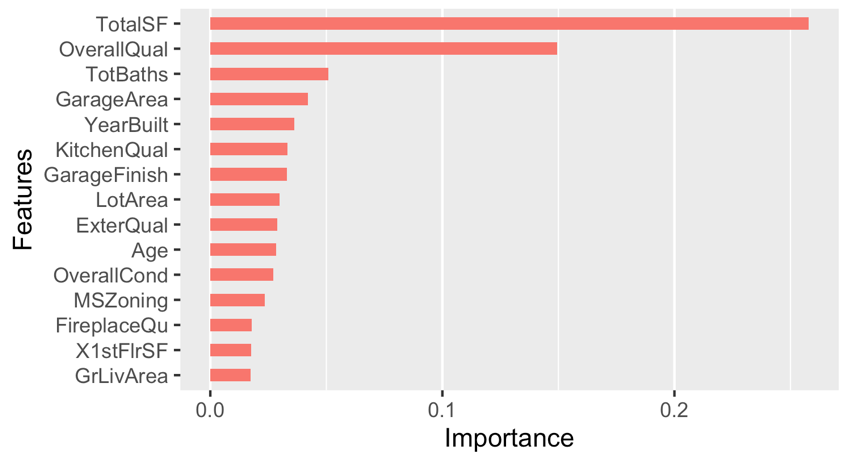 TotalSF
OverallQual
TotBaths
GarageArea
YearBuilt
KitchenQual
GarageFinish
LotArea
ExterQual
Age
OverallCond
MSZoning
FireplaceQu
X1stFlrSF
GrLivArea
Features
0.0 0.1 0.2
Importance